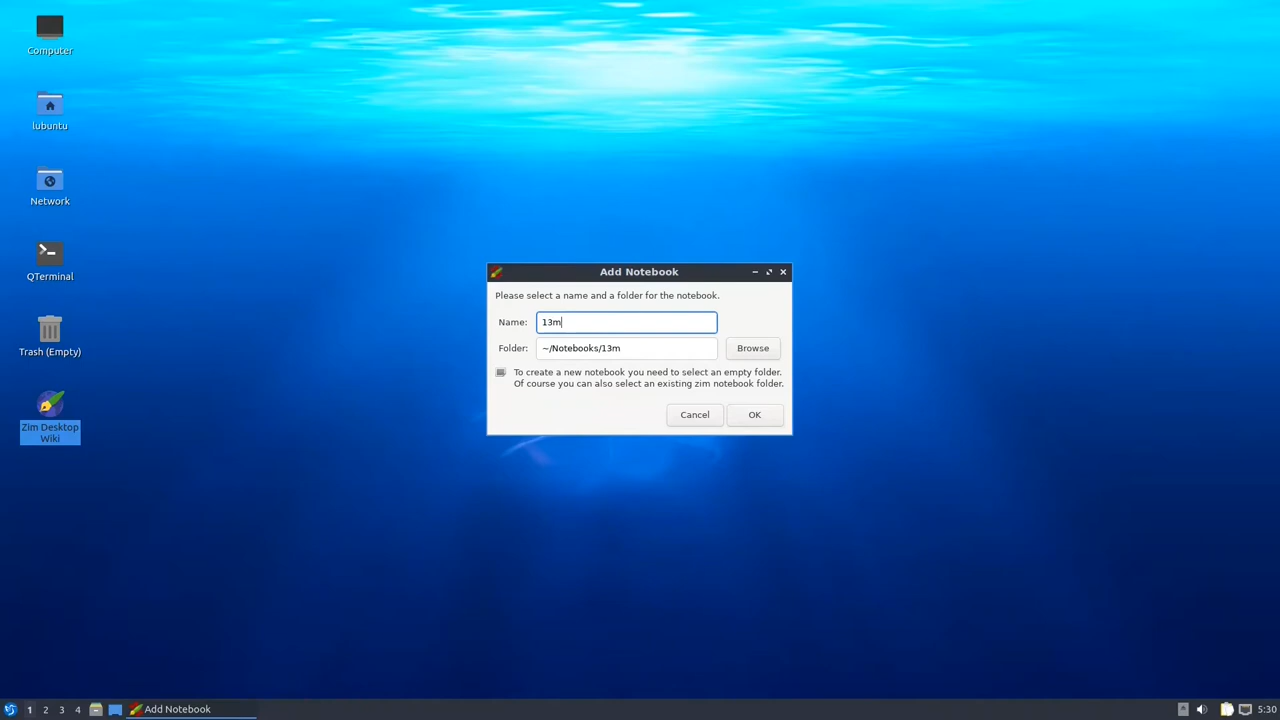 Computer
lubuntu
Network
QTerminal
Trash (Empty)
Zim Desktop
Wiki
Add Notebook
Please select a name and a folder for the notebook.
Name: 13m
Folder: ~/Notebooks/13m Browse
To create a new notebook you need to select an empty folder.
Of course you can also select an existing zim notebook folder.
Cancel OK
1 2 3 4 Add Notebook 5:30